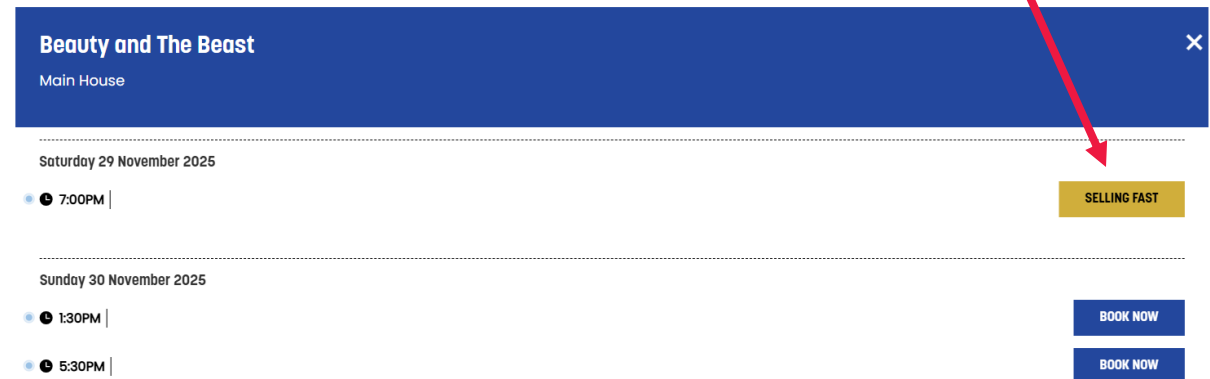 Beauty and The Beast
Main House
Saturday 29 November 2025
7:00PM
SELLING FAST
Sunday 30 November 2025
1:30PM
BOOK NOW
5:30PM
BOOK NOW